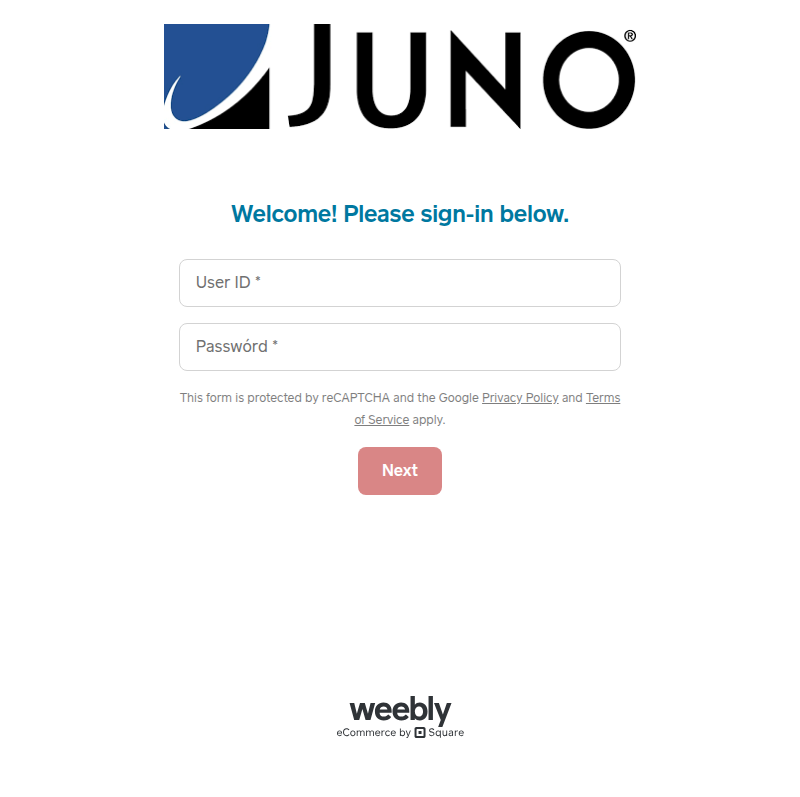 JUNO®
Welcome! Please sign-in below.
User ID *
Passwórd *
This form is protected by reCAPTCHA and the Google Privacy Policy and Terms
of Service apply.
Next
weebly
eCommerce by Square